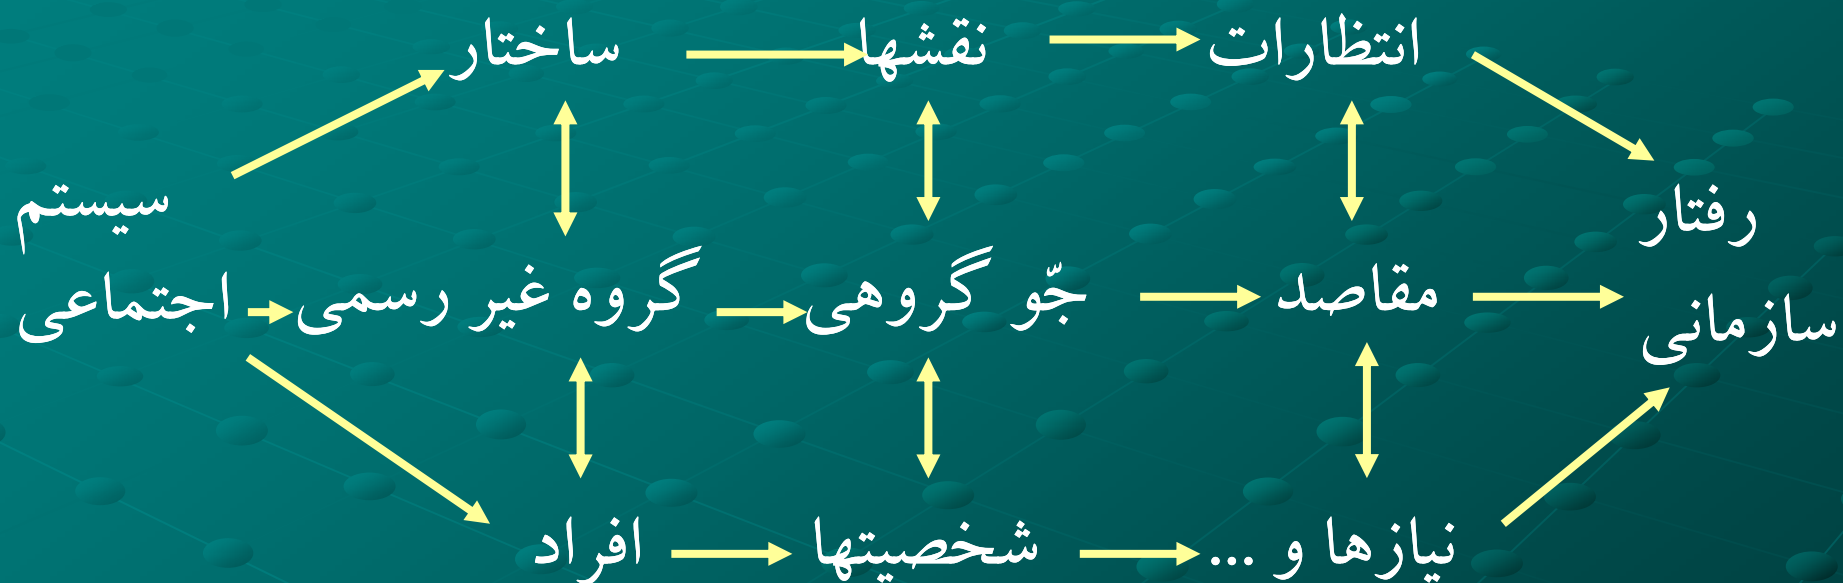 ساختار
نقشها
انتظارات
سیستم
اجتماعی
گروه غیر رسمی
جّو گروهی
مقاصد
رفتار
سازمانی
افراد
شخصیتها
نیازها و ...